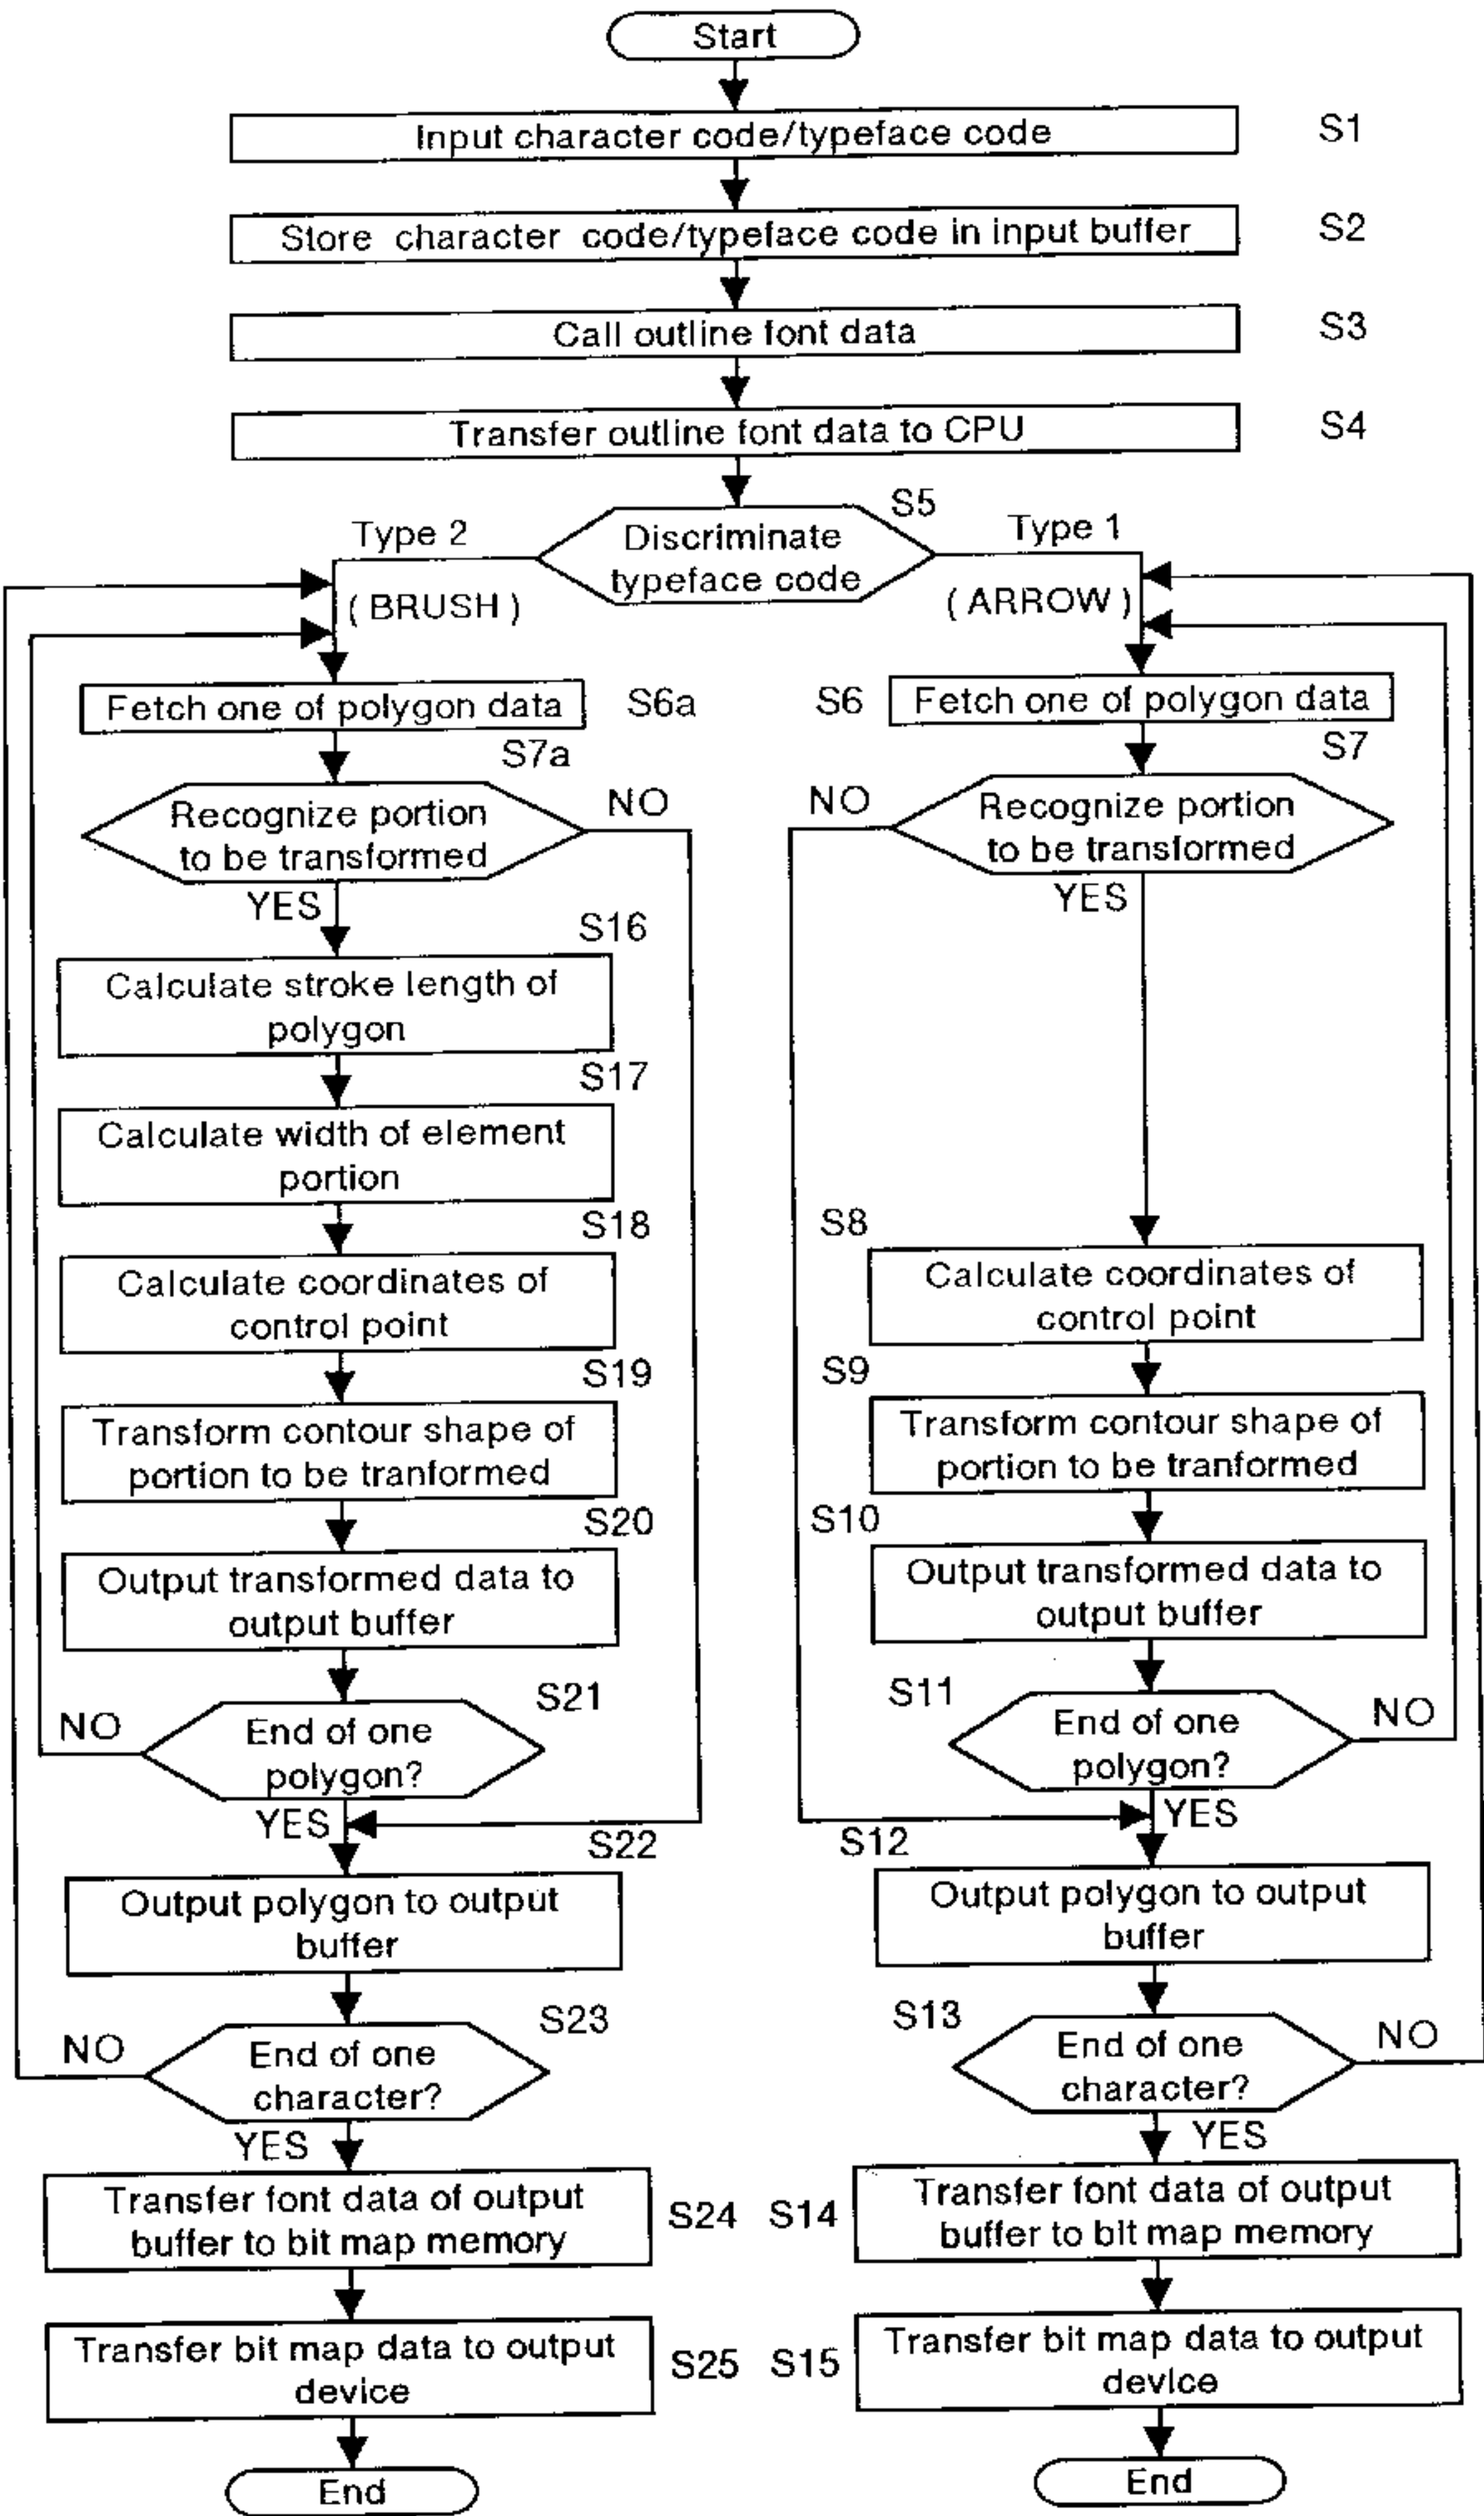 Start
Input character code/typeface code
S1
Store character code/typeface code in input buffer
S2
Call outline font data
S3
Transfer outline font data to CPU
S4
S5
Discriminate
typeface code
Type 2
( BRUSH )
Type 1
( ARROW )
Fetch one of polygon data
S6a
S7a
Recognize portion
to be transformed
NO
YES
S16
Calculate stroke length of
polygon
S17
Calculate width of element
portion
S18
Calculate coordinates of
control point
S19
Transform contour shape of
portion to be tranformed
S20
Output transformed data to
output buffer
S21
End of one
polygon?
NO
YES
S22
Output polygon to output
buffer
S23
End of one
character?
NO
YES
Transfer font data of output
buffer to bit map memory
S24
Transfer bit map data to output
device
S25
End
S6
Fetch one of polygon data
S7
Recognize portion
to be transformed
NO
YES
S8
Calculate coordinates of
control point
S9
Transform contour shape of
portion to be tranformed
S10
Output transformed data to
output buffer
S11
End of one
polygon?
NO
YES
S12
Output polygon to output
buffer
S13
End of one
character?
NO
YES
S14
Transfer font data of output
buffer to bit map memory
S15
Transfer bit map data to output
device
End